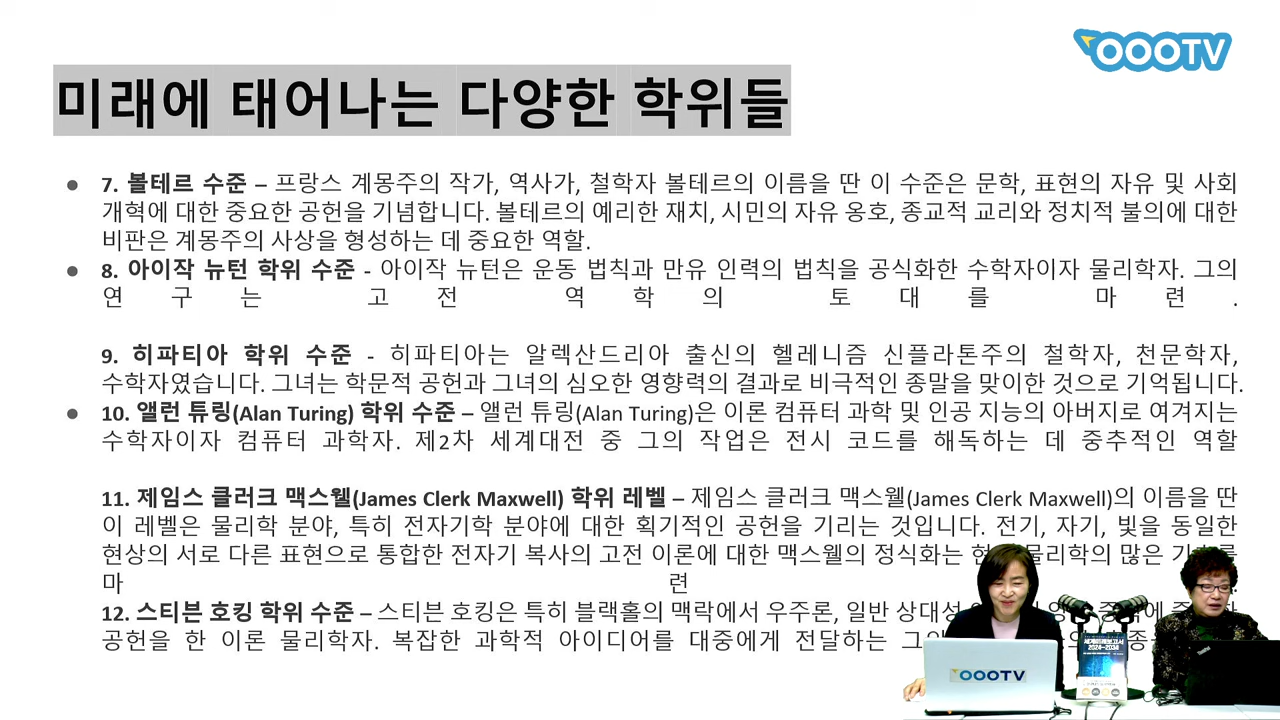 OOOTV
미래에 태어나는 다양한 학위들
7. 볼테르 수준 – 프랑스 계몽주의 작가, 역사가, 철학자 볼테르의 이름을 딴 이 수준은 문학, 표현의 자유 및 사회
개혁에 대한 중요한 공헌을 기념합니다. 볼테르의 예리한 재치, 시민의 자유 옹호, 종교적 교리와 정치적 불의에 대한
비판은 계몽주의 사상을 형성하는 데 중요한 역할.
8. 아이작 뉴턴 학위 수준 - 아이작 뉴턴은 운동 법칙과 만유 인력의 법칙을 공식화한 수학자이자 물리학자. 그의
연구는 고전 역학의 토대를 마련.
9. 히파티아 학위 수준 - 히파티아는 알렉산드리아 출신의 헬레니즘 신플라톤주의 철학자, 천문학자,
수학자였습니다. 그녀는 학문적 공헌과 그녀의 심오한 영향력의 결과로 비극적인 종말을 맞이한 것으로 기억됩니다.
10. 앨런 튜링(Alan Turing) 학위 수준 – 앨런 튜링(Alan Turing)은 이론 컴퓨터 과학 및 인공 지능의 아버지로 여겨지는
수학자이자 컴퓨터 과학자. 제2차 세계대전 중 그의 작업은 전시 코드를 해독하는 데 중추적인 역할
11. 제임스 클러크 맥스웰(James Clerk Maxwell) 학위 레벨 – 제임스 클러크 맥스웰(James Clerk Maxwell)의 이름을 딴
이 레벨은 물리학 분야, 특히 전자기학 분야에 대한 획기적인 공헌을 기리는 것입니다. 전기, 자기, 빛을 동일한
현상의 서로 다른 표현으로 통합한 전자기 복사의 고전 이론에 대한 맥스웰의 정식화는 물리학의 많은
마련
12. 스티븐 호킹 학위 수준 – 스티븐 호킹은 특히 블랙홀의 맥락에서 우주론, 일반 상대성
공헌을 한 이론 물리학자. 복잡한 과학적 아이디어를 대중에게 전달하는
2024-2034
OOOTV